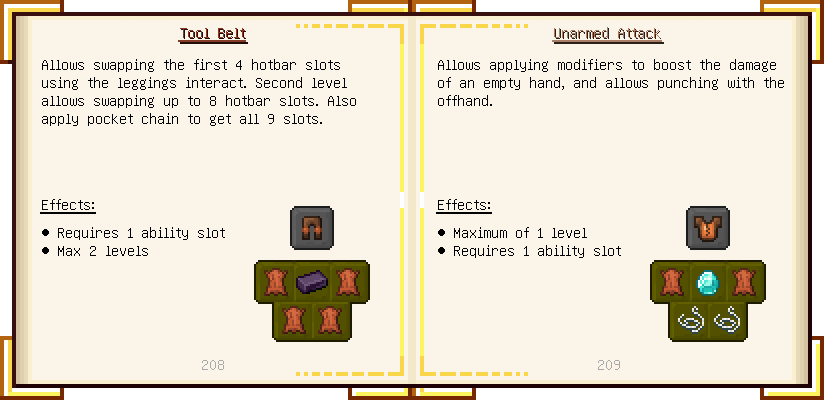 Tool Belt
Allows swapping the first 4 hotbar slots
using the leggings interact. Second level
allows swapping up to 8 hotbar slots. Also
apply pocket chain to get all 9 slots.
Effects:
● Requires 1 ability slot
● Max 2 levels
208
Unarmed Attack
Allows applying modifiers to boost the damage
of an empty hand, and allows punching with the
offhand.
Effects:
● Maximum of 1 level
● Requires 1 ability slot
209